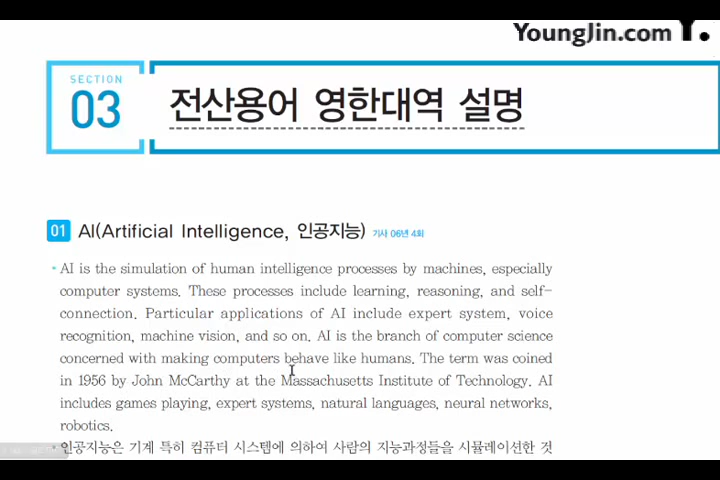 YoungJin.com Y.
SECTION
03
전산용어 영한대역 설명
01 AI(Artificial Intelligence, 인공지능) 기사 06년 4회
• AI is the simulation of human intelligence processes by machines, especially
computer systems. These processes include learning, reasoning, and self-
connection. Particular applications of AI include expert system, voice
recognition, machine vision, and so on. AI is the branch of computer science
concerned with making computers behave like humans. The term was coined
in 1956 by John McCarthy at the Massachusetts Institute of Technology. AI
includes games playing, expert systems, natural languages, neural networks,
robotics.
• 인공지능은 기계 특히 컴퓨터 시스템에 의하여 사람의 지능과정들을 시뮬레이션한 것